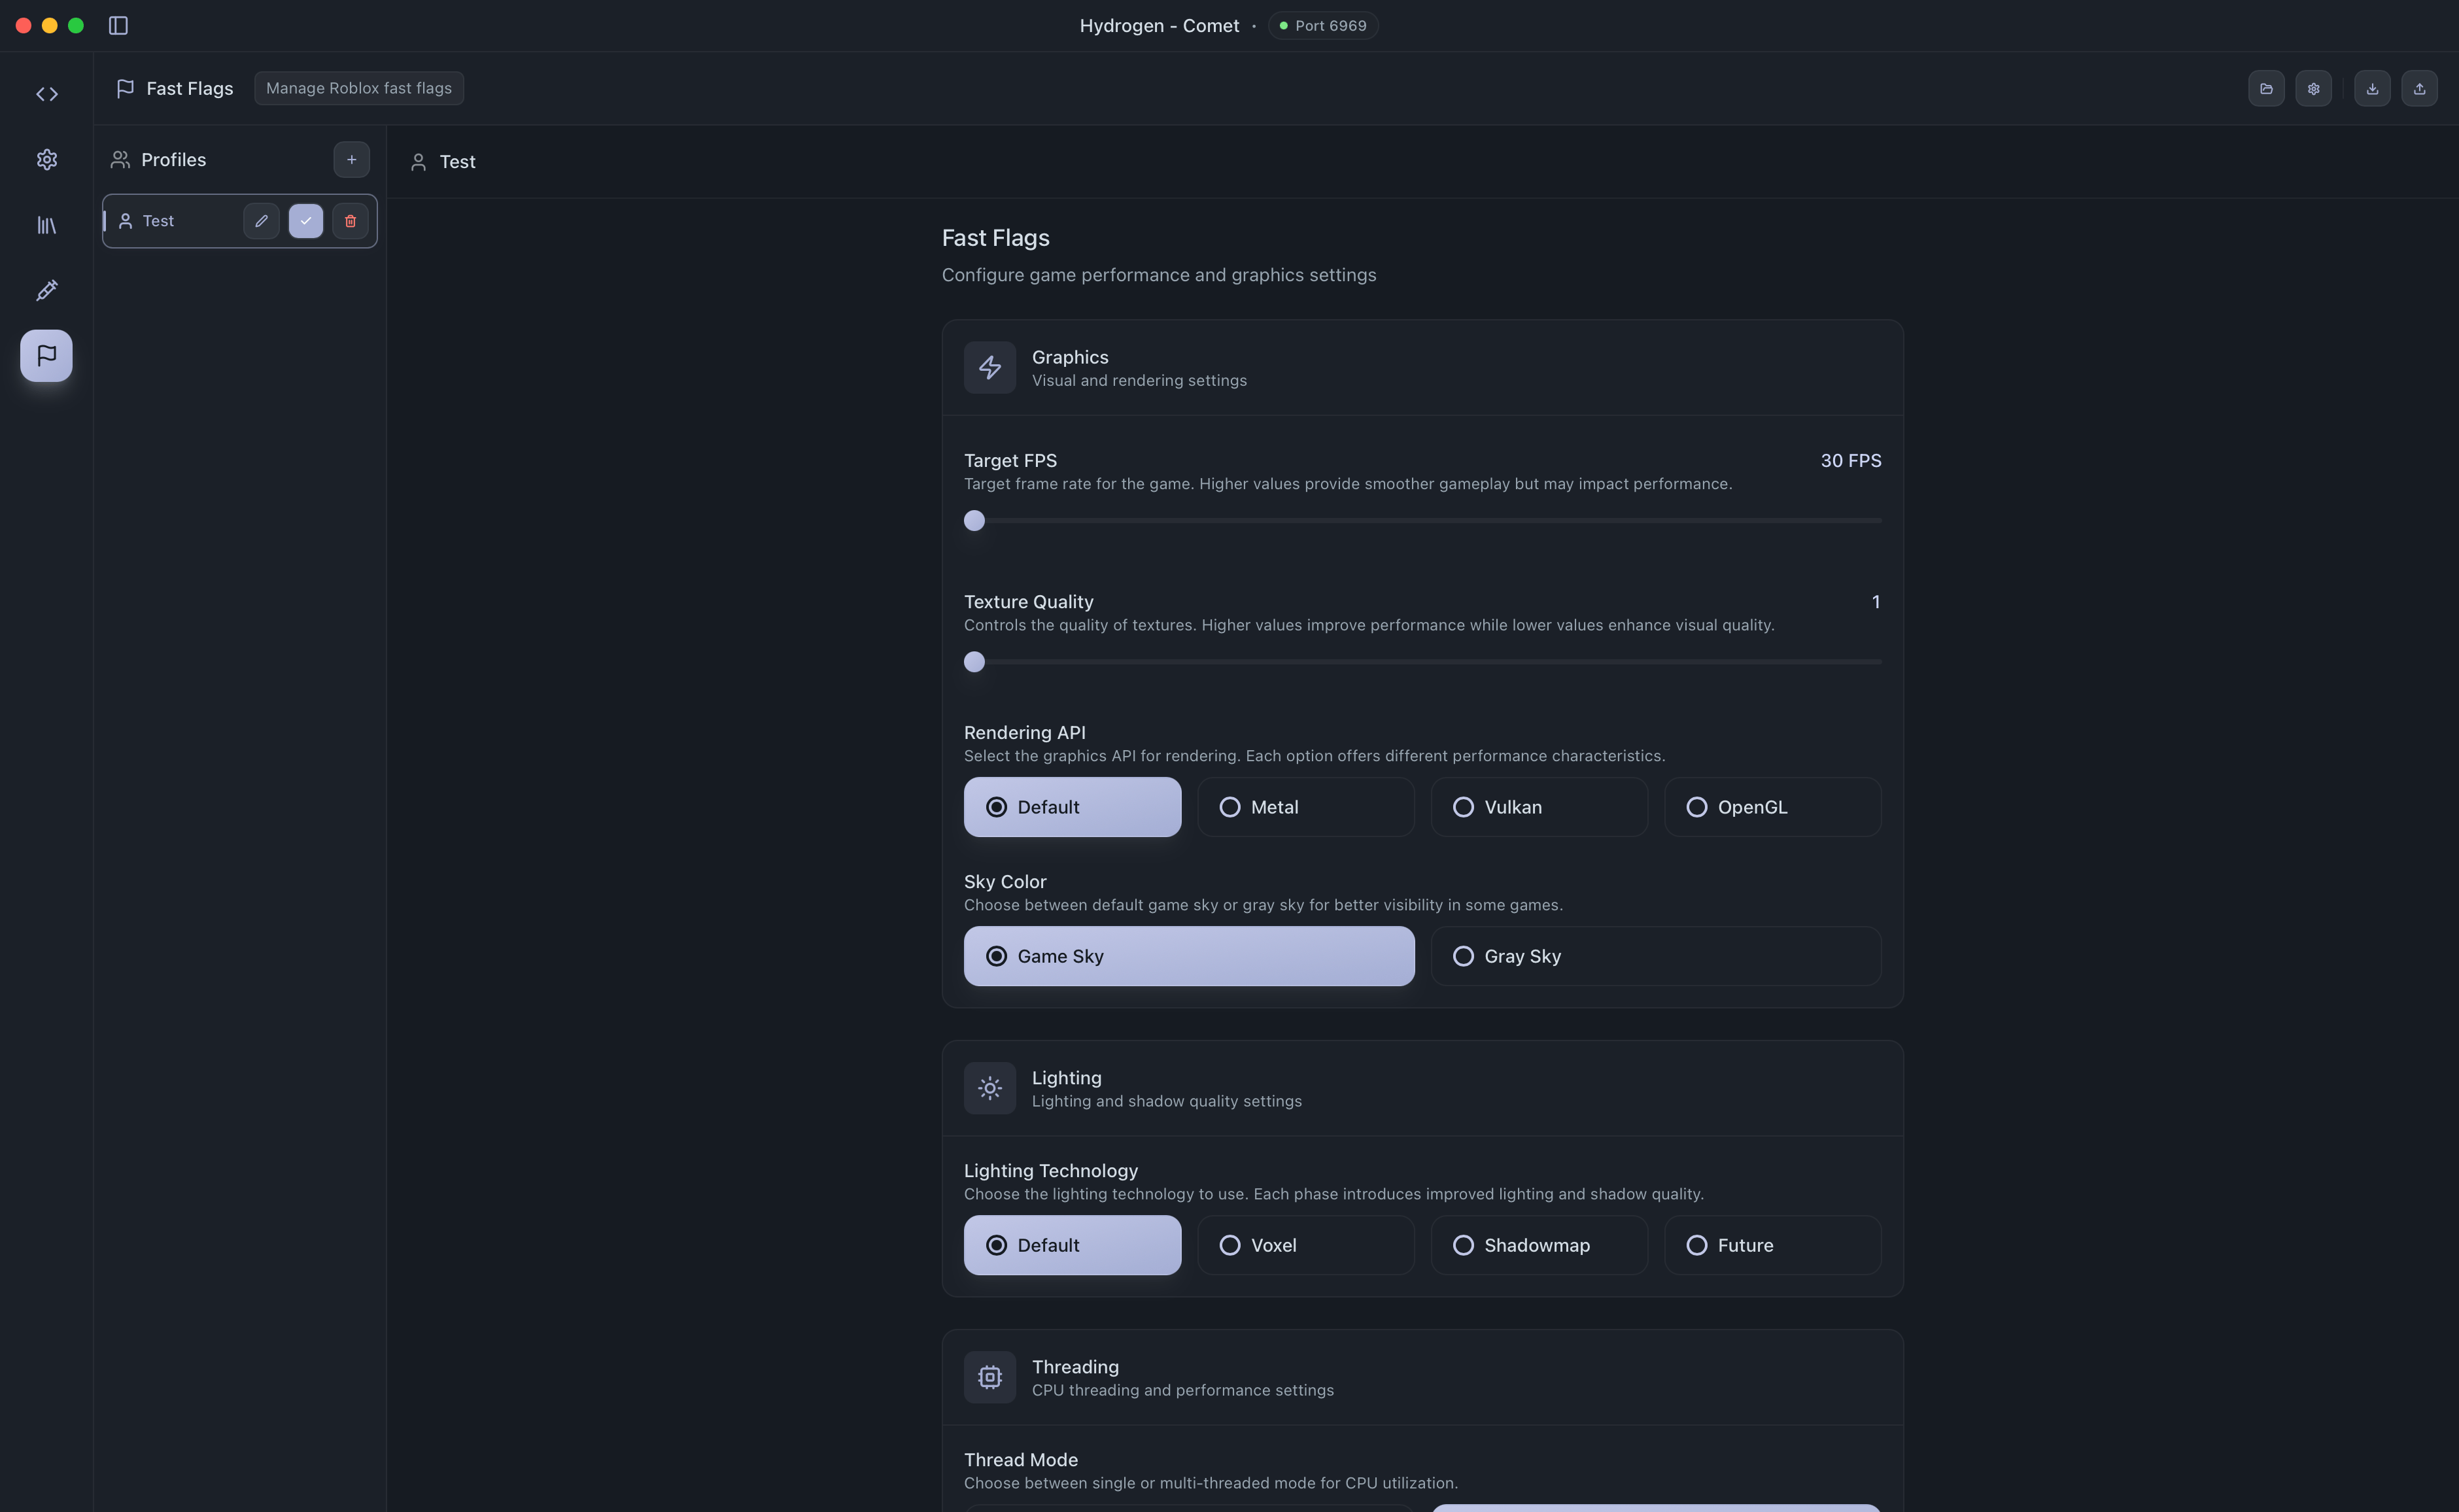 Hydrogen - Comet · Port 6969
Fast Flags
Manage Roblox fast flags
Profiles
Test
Test
Fast Flags
Configure game performance and graphics settings
Graphics
Visual and rendering settings
Target FPS
30 FPS
Target frame rate for the game. Higher values provide smoother gameplay but may impact performance.
Texture Quality
1
Controls the quality of textures. Higher values improve performance while lower values enhance visual quality.
Rendering API
Select the graphics API for rendering. Each option offers different performance characteristics.
Default
Metal
Vulkan
OpenGL
Sky Color
Choose between default game sky or gray sky for better visibility in some games.
Game Sky
Gray Sky
Lighting
Lighting and shadow quality settings
Lighting Technology
Choose the lighting technology to use. Each phase introduces improved lighting and shadow quality.
Default
Voxel
Shadowmap
Future
Threading
CPU threading and performance settings
Thread Mode
Choose between single or multi-threaded mode for CPU utilization.